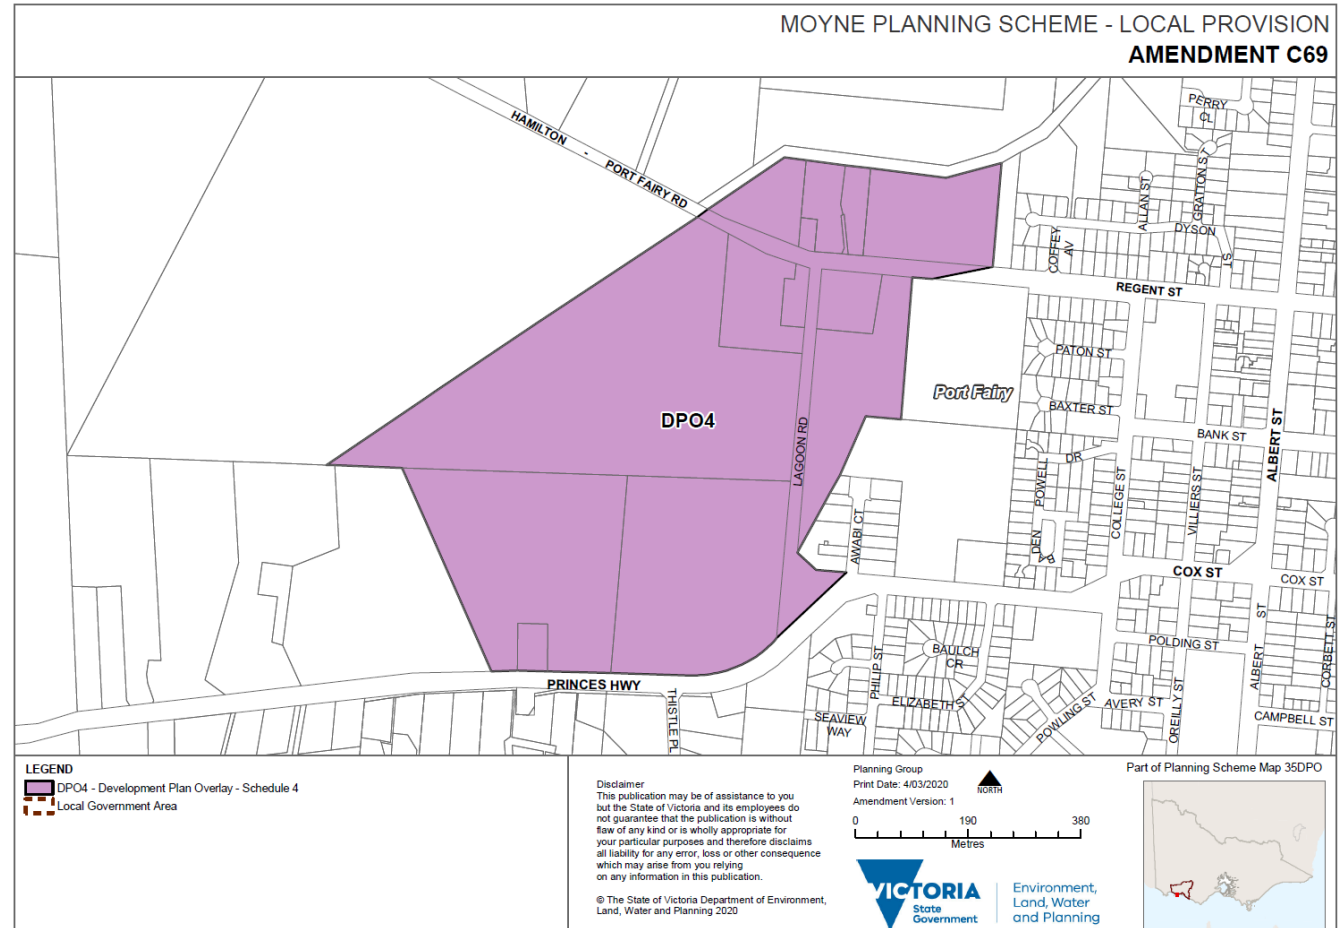 MOYNE PLANNING SCHEME - LOCAL PROVISION
AMENDMENT C69
PERRY
CL
HAMILTON - PORT FAIRY RD
ALLAN ST
GRATTON ST
DYSON
ST
COFFEY
AV
REGENT ST
PATON ST
Port Fairy
BAXTER ST
DPO4
BANK ST
ALBERT ST
LAGOON RD
DR
POWELL
COLLEGE ST
VILLIERS ST
AWABI CT
DEN
BA
COX ST
COX ST
POLDING ST
ALBERT ST
CORBETT ST
BAULCH
CR
PHILIP ST
PRINCES HWY
THISTLE PL
ELIZABETH ST
POWLING ST
AVERY ST
OREILLY ST
SEAVIEW
WAY
CAMPBELL ST
LEGEND
DPO4 - Development Plan Overlay - Schedule 4
Local Government Area
Disclaimer
This publication may be of assistance to you
but the State of Victoria and its employees do
not guarantee that the publication is without
flaw of any kind or is wholly appropriate for
your particular purposes and therefore disclaims
all liability for any error, loss or other consequence
which may arise from you relying
on any information in this publication.
© The State of Victoria Department of Environment,
Land, Water and Planning 2020
Planning Group
Print Date: 4/03/2020
Amendment Version: 1
NORTH
0 190 380
Metres
VICTORIA
State
Government
Environment,
Land, Water
and Planning
Part of Planning Scheme Map 35DPO